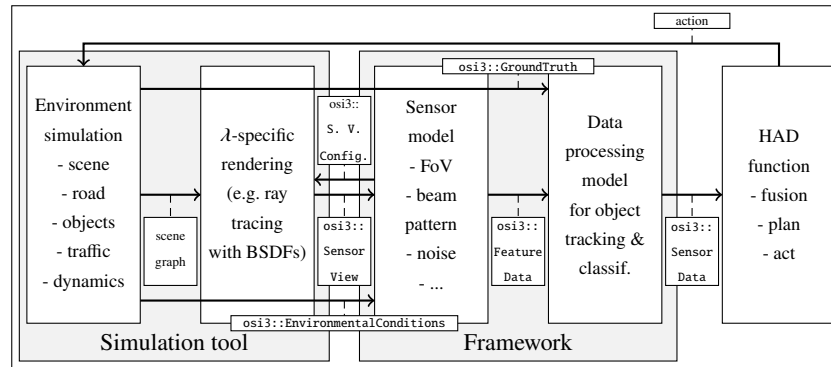 action
osi3::GroundTruth
Environment
simulation
- scene
- road
- objects
- traffic
- dynamics
scene
graph
λ-specific
rendering
(e.g. ray
tracing
with BSDFs)
osi3::
S. V.
Config.
osi3::
Sensor
View
Sensor
model
- FoV
- beam
pattern
- noise
- ...
osi3::
Feature
Data
Data
processing
model
for object
tracking &
classif.
osi3::
Sensor
Data
HAD
function
- fusion
- plan
- act
osi3::EnvironmentalConditions
Simulation tool
Framework